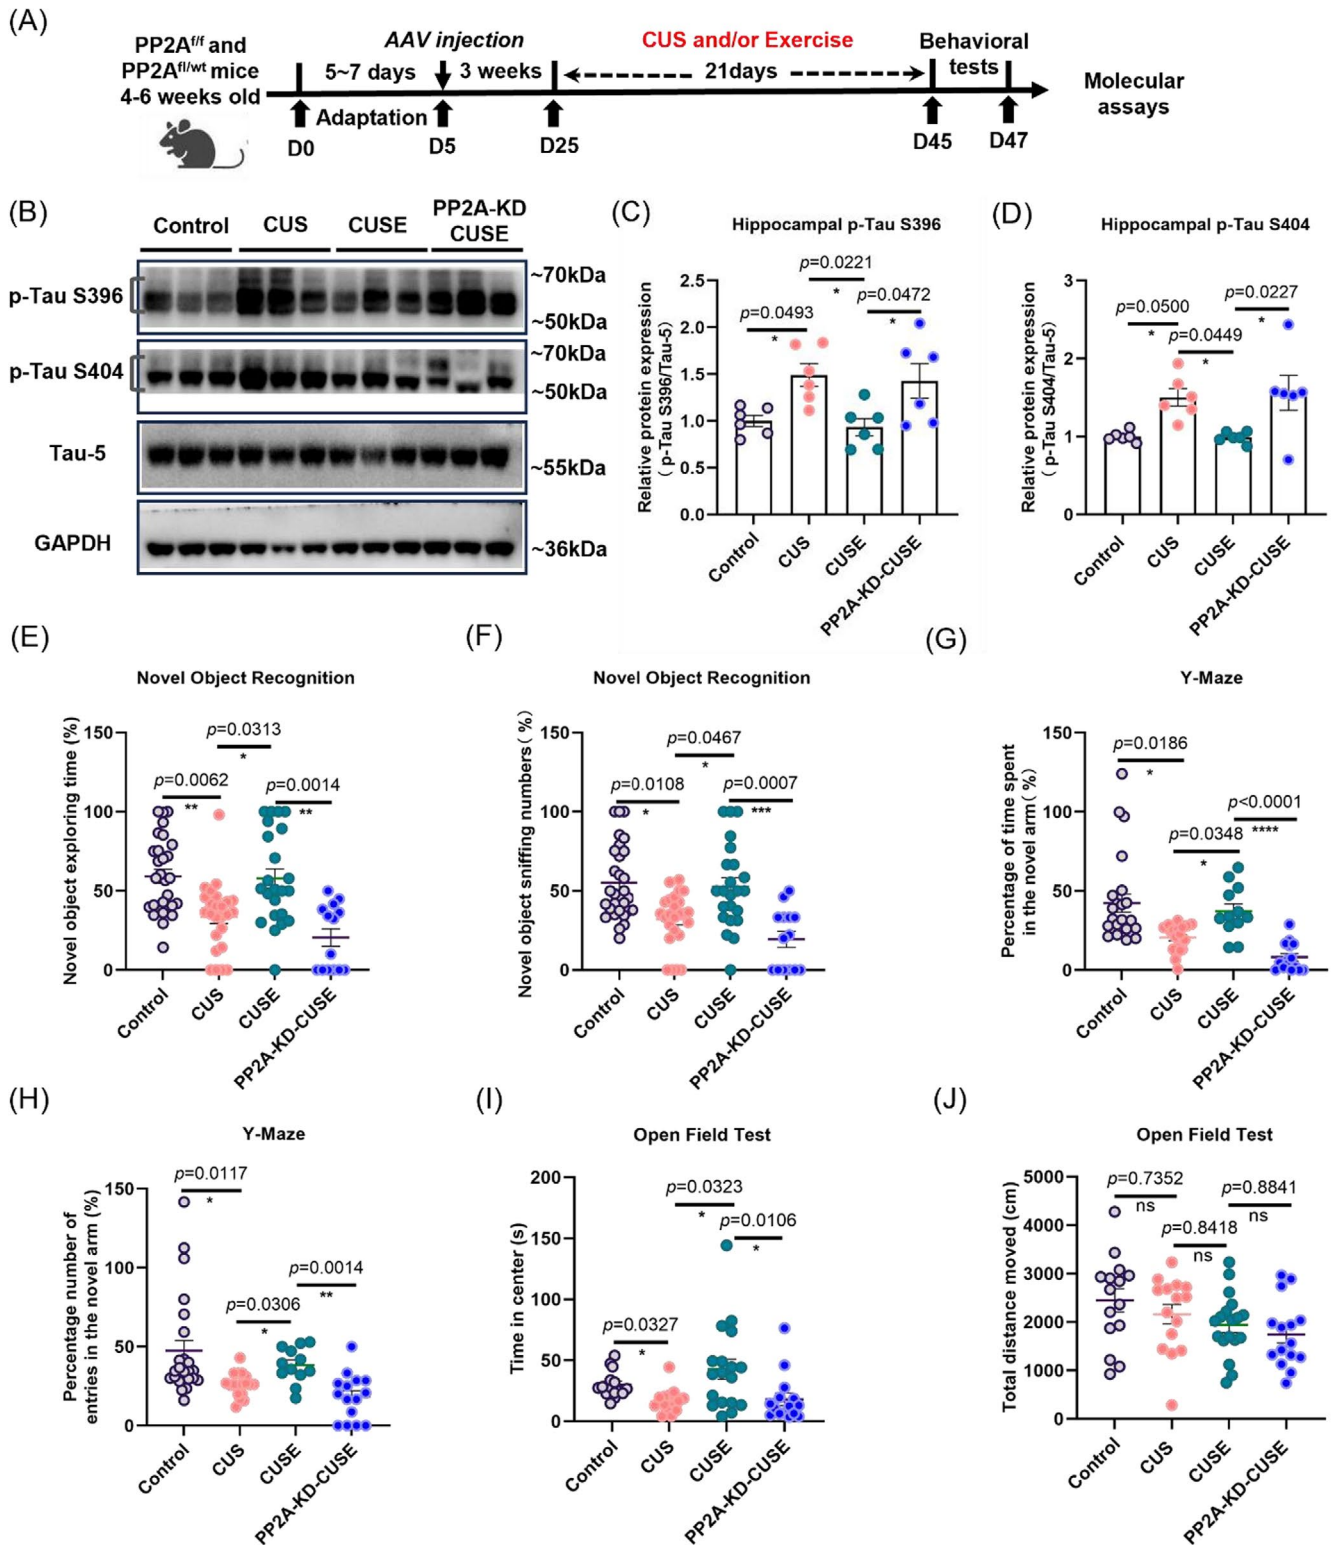 (A)
PP2Af/f and
PP2Afl/wt mice
4-6 weeks old
AAV injection
5~7 days
3 weeks
CUS and/or Exercise
21days
Behavioral
tests
Molecular
assays
Adaptation
D0
D5
D25
D45
D47
(B)
Control
CUS
CUSE
PP2A-KD
CUSE
p-Tau S396
~70kDa
~50kDa
p-Tau S404
~70kDa
~50kDa
Tau-5
~55kDa
GAPDH
~36kDa
(C)
Hippocampal p-Tau S396
Relative protein expression
( p-Tau S396/Tau-5)
2.5
2.0
1.5
1.0
0.5
0.0
p=0.0493
*
p=0.0221
*
p=0.0472
*
Control
CUS
CUSE
PP2A-KD-CUSE
(D)
Hippocampal p-Tau S404
Relative protein expression
( p-Tau S404/Tau-5)
3
2
1
0
p=0.0500
*
p=0.0449
*
p=0.0227
*
Control
CUS
CUSE
PP2A-KD-CUSE
(E)
Novel Object Recognition
Novel object exploring time (%)
150
100
50
0
p=0.0062
**
p=0.0313
*
p=0.0014
**
Control
CUS
CUSE
PP2A-KD-CUSE
(F)
Novel Object Recognition
Novel object sniffing numbers( %)
150
100
50
0
p=0.0108
*
p=0.0467
*
p=0.0007
***
Control
CUS
CUSE
PP2A-KD-CUSE
(G)
Y-Maze
Percentage of time spent
in the novel arm( %)
150
100
50
0
p=0.0186
*
p=0.0348
*
p<0.0001
****
Control
CUS
CUSE
PP2A-KD-CUSE
(H)
Y-Maze
Percentage number of
entries in the novel arm (%)
150
100
50
0
p=0.0117
*
p=0.0306
*
p=0.0014
**
Control
CUS
CUSE
PP2A-KD-CUSE
(I)
Open Field Test
Time in center (s)
200
150
100
50
0
p=0.0327
*
p=0.0323
*
p=0.0106
*
Control
CUS
CUSE
PP2A-KD-CUSE
(J)
Open Field Test
Total distance moved (cm)
5000
4000
3000
2000
1000
0
p=0.7352
ns
p=0.8418
ns
p=0.8841
ns
Control
CUS
CUSE
PP2A-KD-CUSE